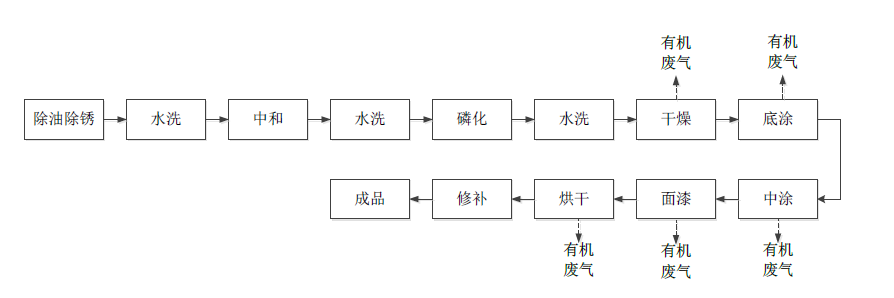 有机
废气
有机
废气
除油除锈
水洗
中和
水洗
磷化
水洗
干燥
底涂
成品
修补
烘干
面漆
中涂
有机
废气
有机
废气
有机
废气